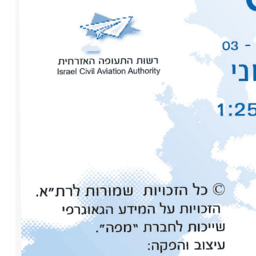 03 -
רשות התעופה האזרחית
Israel Civil Aviation Authority
1:25
© כל הזכויות שמורות לרת"א.
הזכויות על המידע הגאוגרפי
שייכות לחברת "מפה".
עיצוב והפקה: